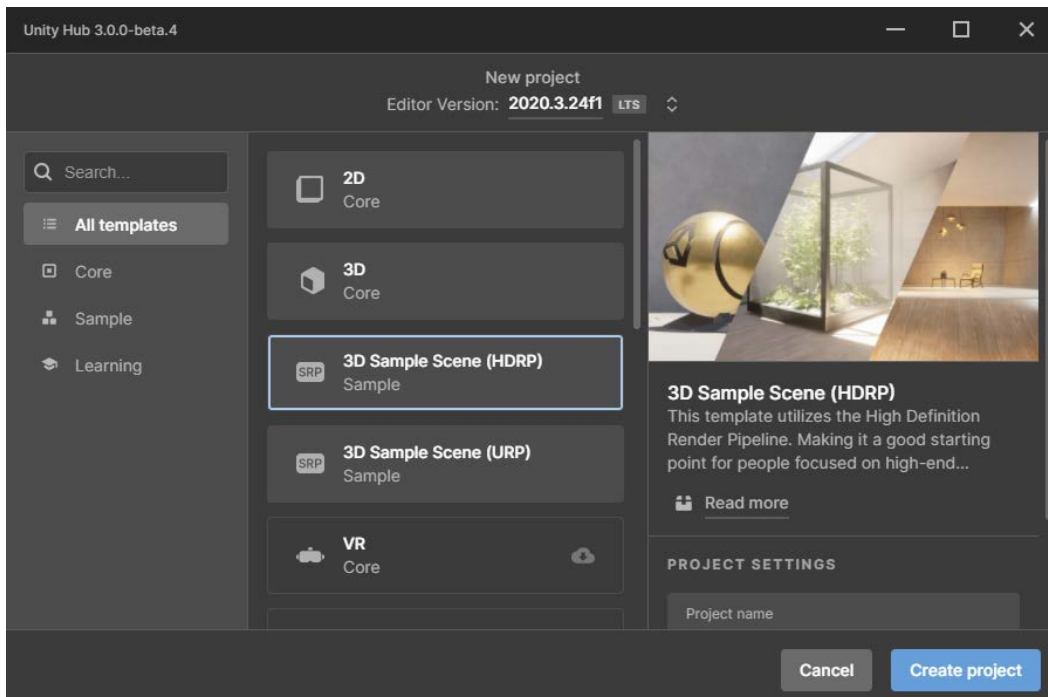 Unity Hub 3.0.0-beta.4
New project
Editor Version: 2020.3.24f1 LTS
Search...
All templates
Core
Sample
Learning
2D
Core
3D
Core
SRP
3D Sample Scene (HDRP)
Sample
SRP
3D Sample Scene (URP)
Sample
VR
Core
3D Sample Scene (HDRP)
This template utilizes the High Definition
Render Pipeline. Making it a good starting
point for people focused on high-end...
Read more
PROJECT SETTINGS
Project name
Cancel
Create project